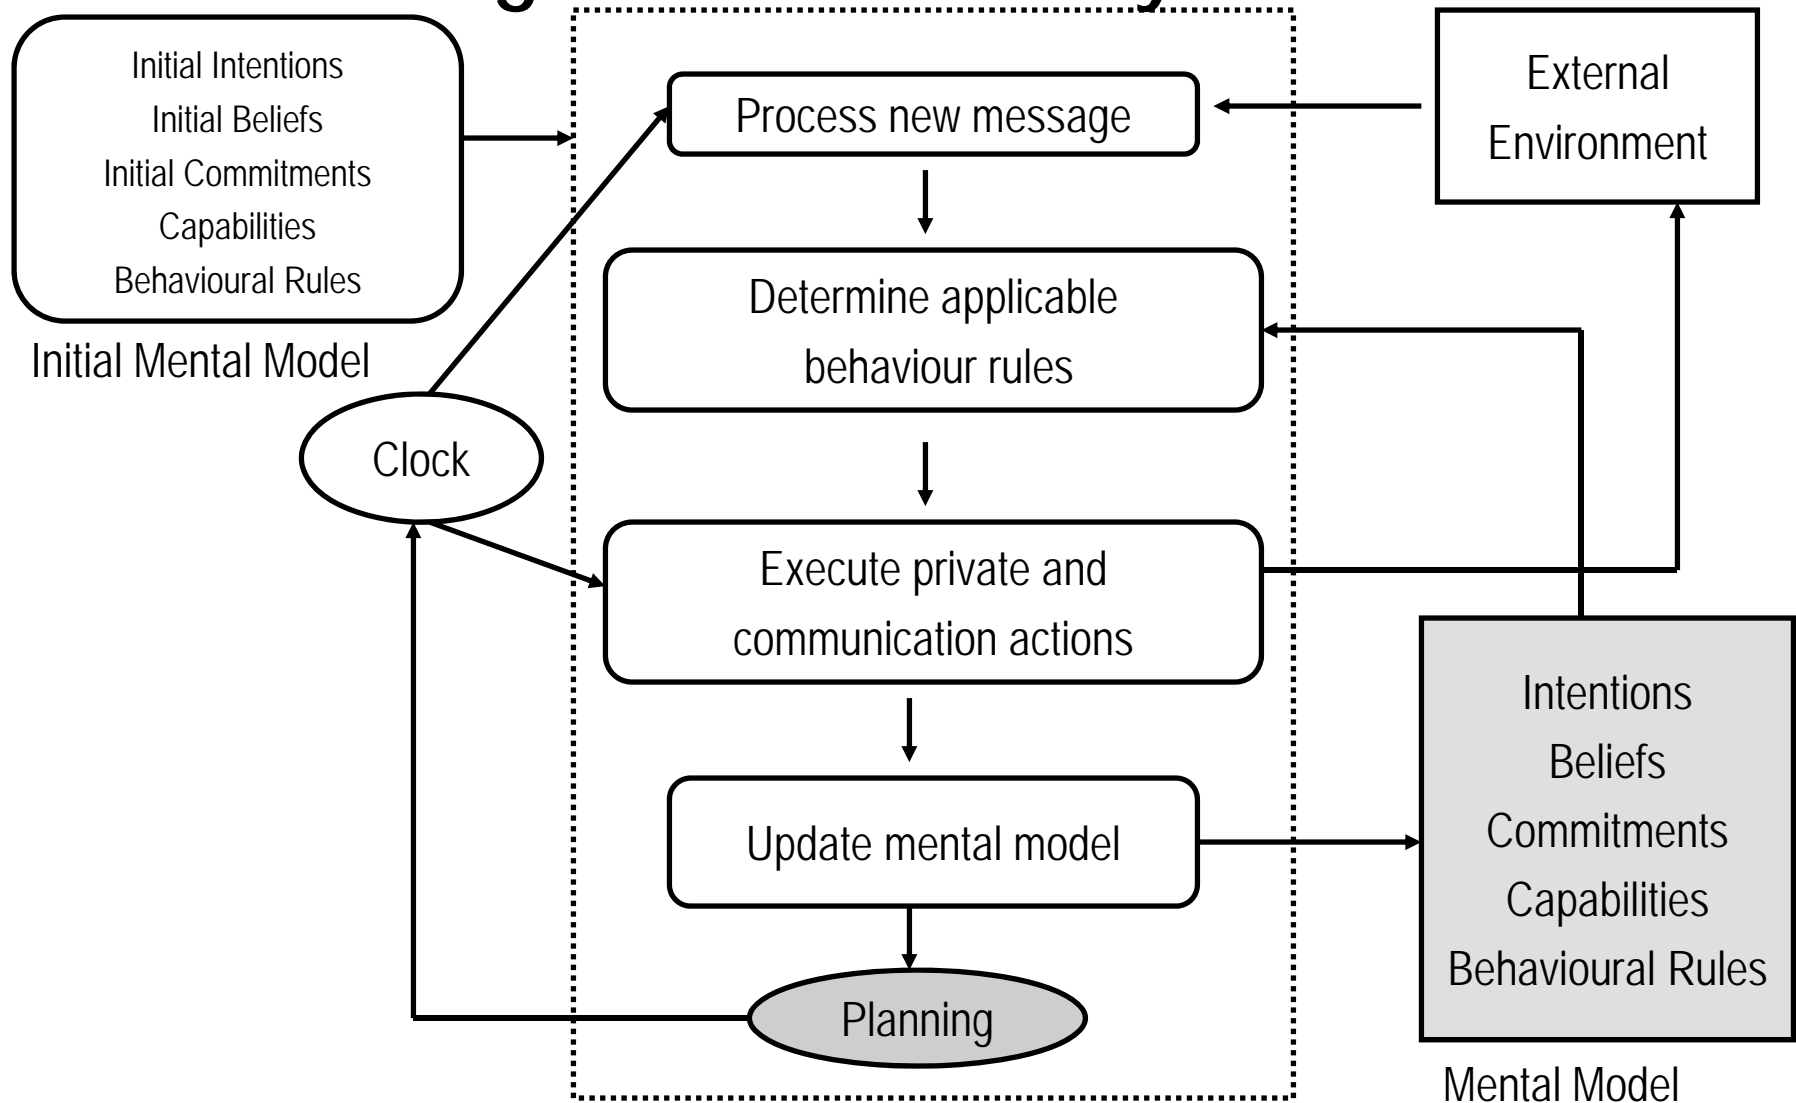 Initial Intentions
Initial Beliefs
Initial Commitments
Capabilities
Behavioural Rules
Initial Mental Model
Clock
Process new message
Determine applicable
behaviour rules
Execute private and
communication actions
Update mental model
Planning
External
Environment
Intentions
Beliefs
Commitments
Capabilities
Behavioural Rules
Mental Model